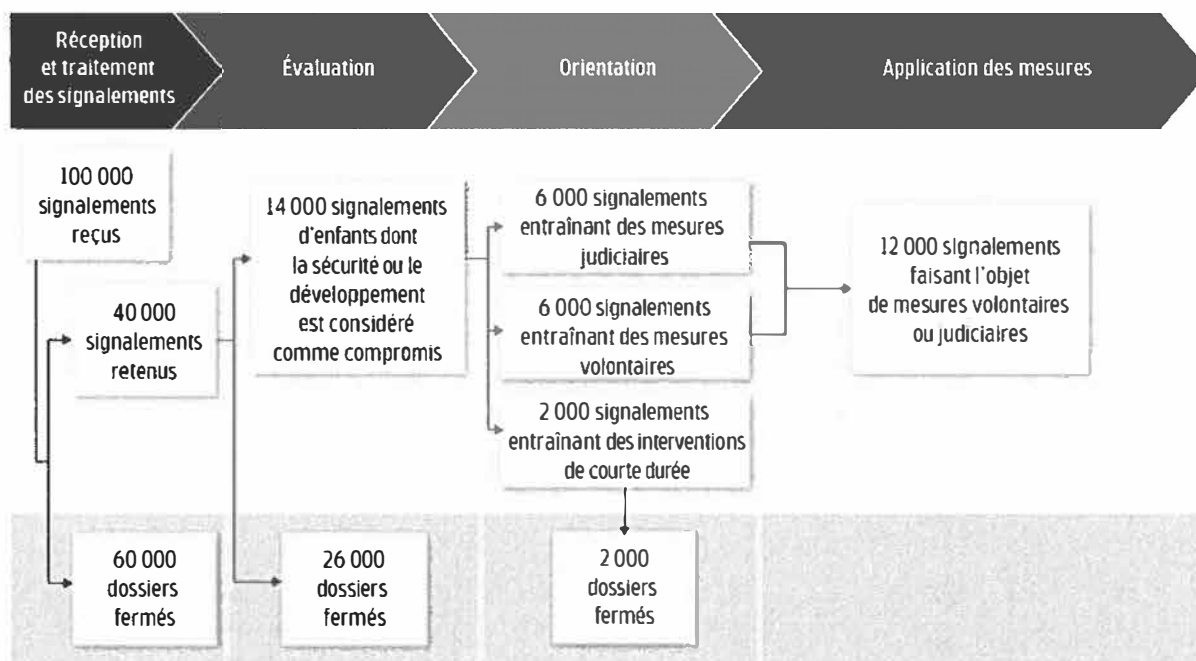 Réception
et traitement
des signalements
Évaluation
Orientation
Application des mesures
100 000
signalements
reçus
40 000
signalements
retenus
14 000 signalements
d'enfants dont
la sécurité ou le
développement
est considéré
comme compromis
6 000 signalements
entraînant des mesures
judiciaires
6 000 signalements
entraînant des mesures
volontaires
2 000 signalements
entraînant des interventions
de courte durée
12 000 signalements
faisant l'objet
de mesures volontaires
ou judiciaires
60 000
dossiers
fermés
26 000
dossiers
fermés
2 000
dossiers
fermés